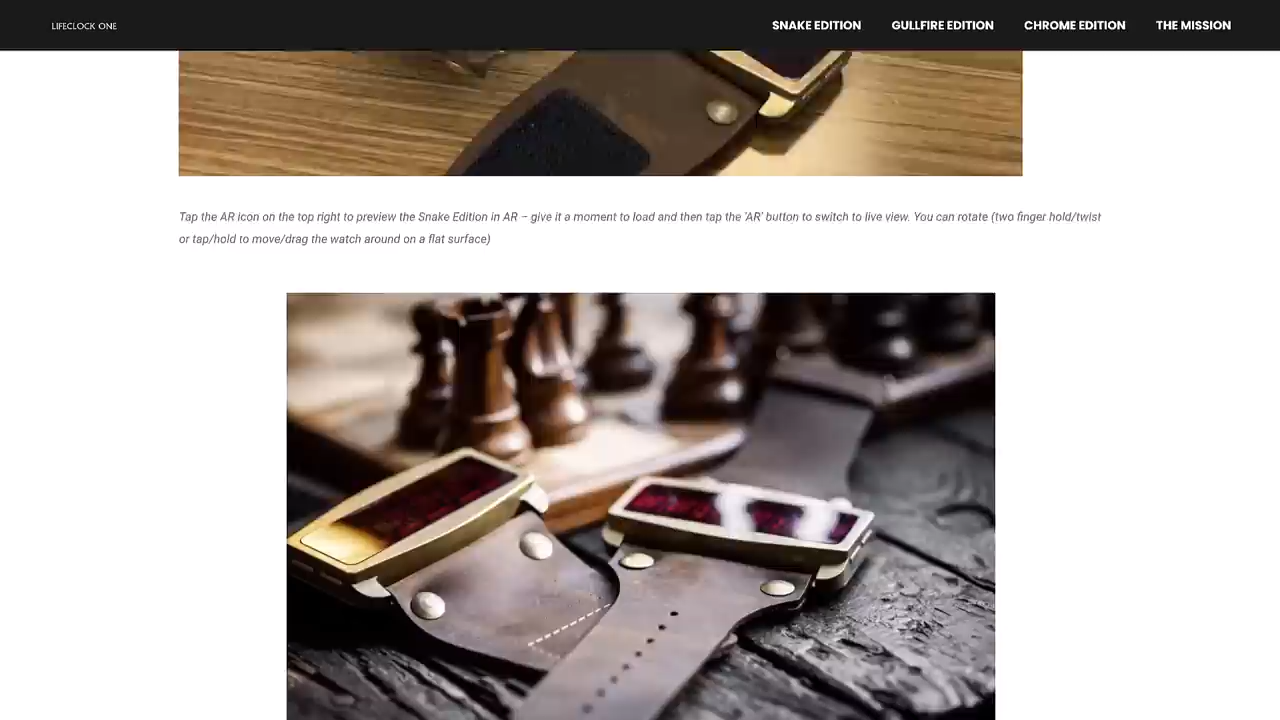 LIFECLOCK ONE
SNAKE EDITION GULLFIRE EDITION CHROME EDITION THE MISSION
Tap the AR icon on the top right to preview the Snake Edition in AR – give it a moment to load and then tap the 'AR' button to switch to live view. You can rotate (two finger hold/twist
or tap/hold to move/drag the watch around on a flat surface)